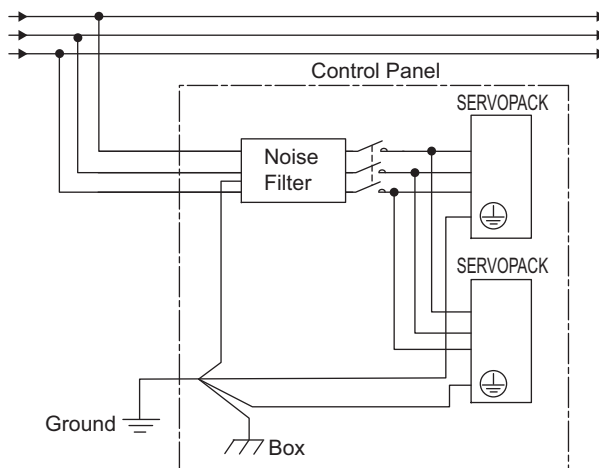 Control Panel
SERVOPACK
Noise
Filter
SERVOPACK
Ground
Box